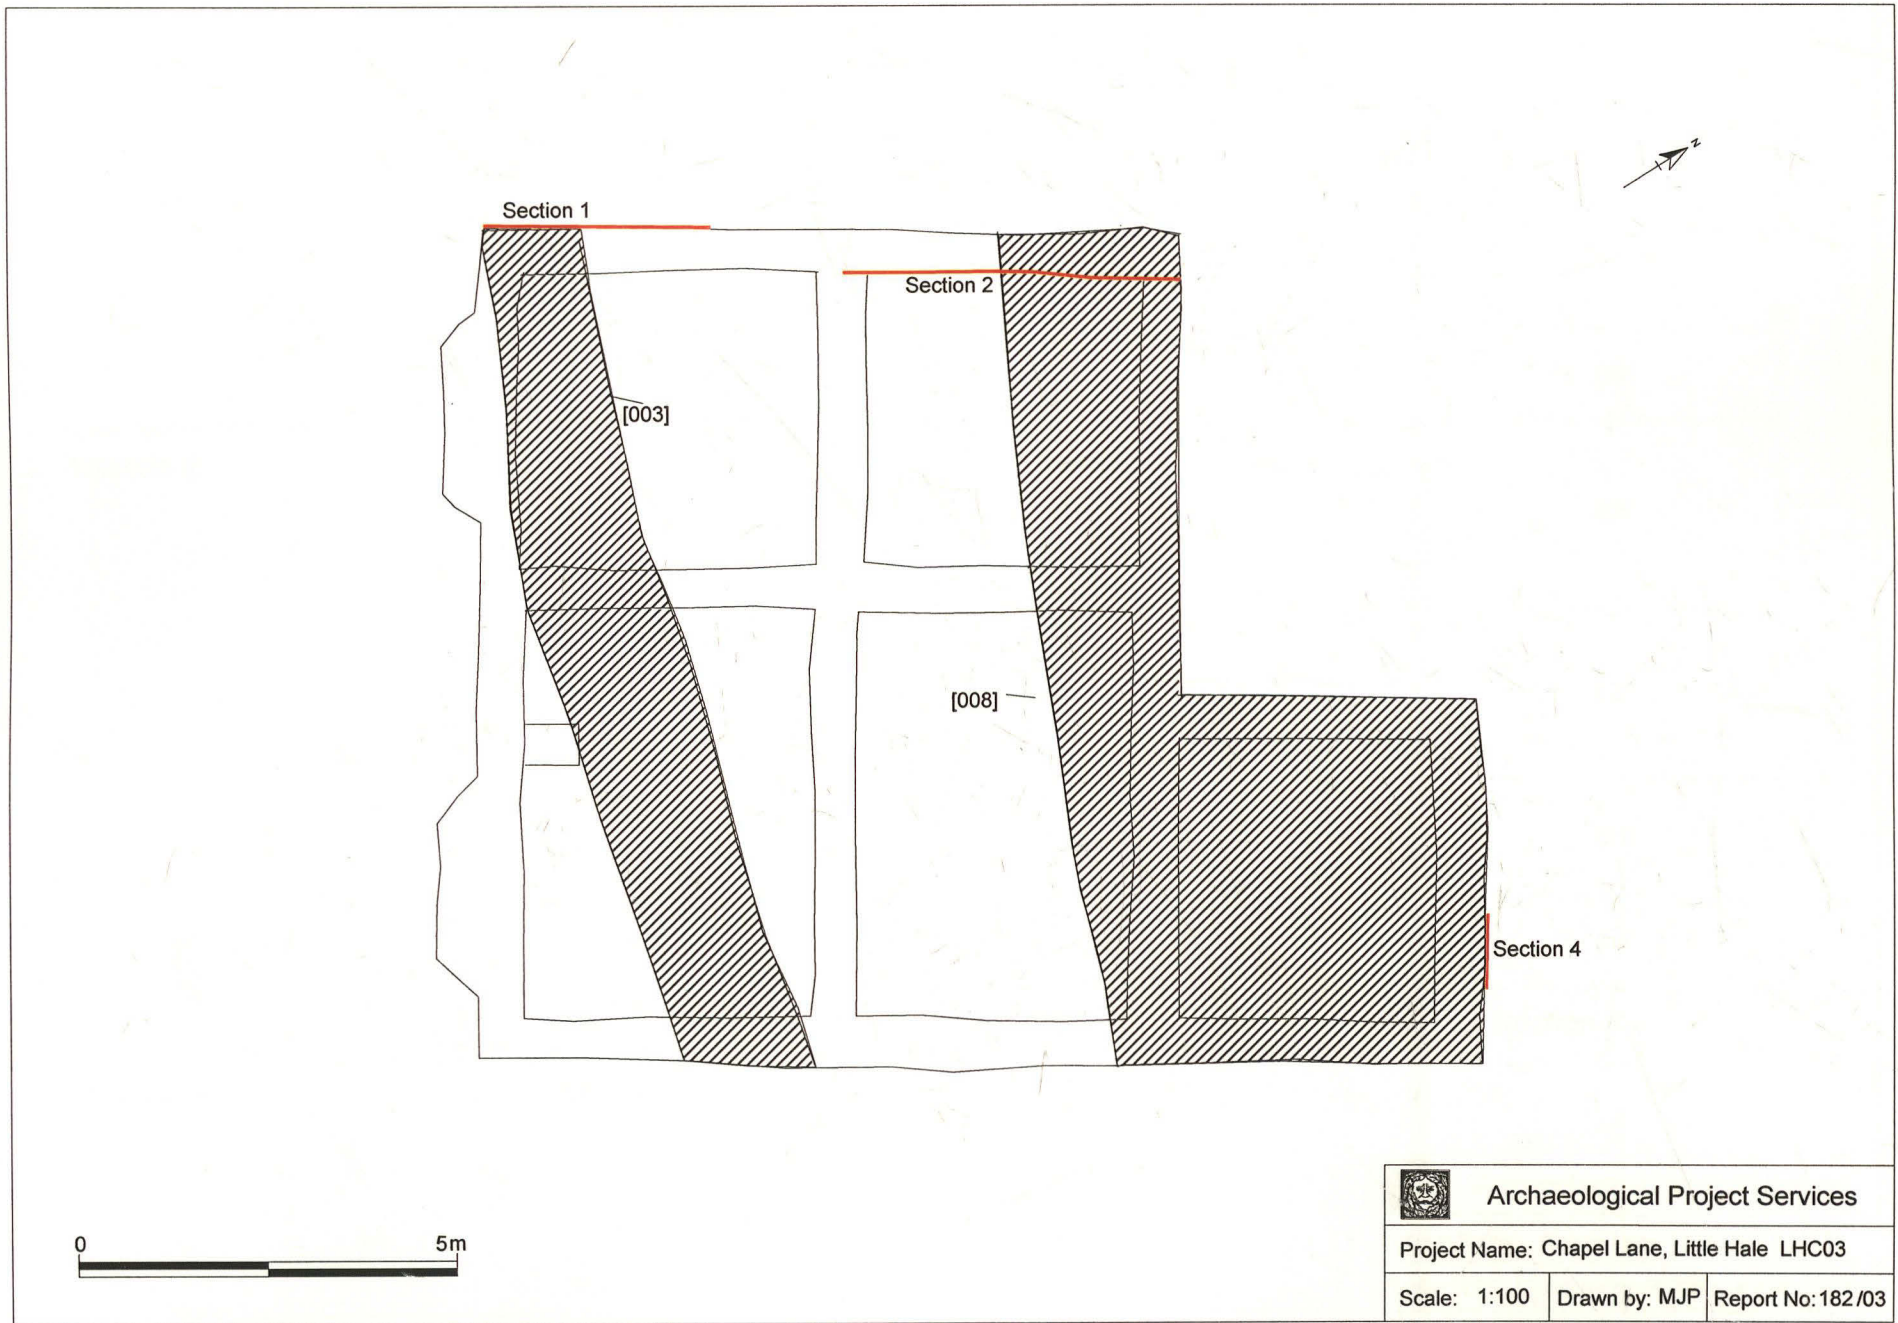 N
Section 1
Section 2
[003]
[008]
Section 4
0 5m
Archaeological Project Services
Project Name: Chapel Lane, Little Hale LHC03
Scale: 1:100 Drawn by: MJP Report No: 182/03